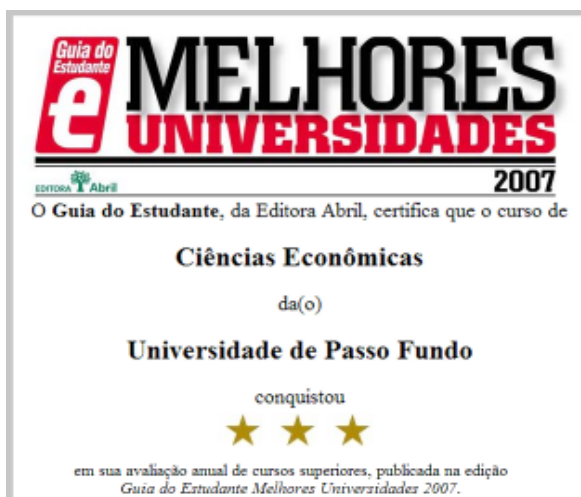 Guia do
Estudante
e
MELHORES
UNIVERSIDADES
EDITORA Abril
2007
O Guia do Estudante, da Editora Abril, certifica que o curso de
Ciências Econômicas
da(o)
Universidade de Passo Fundo
conquistou
em sua avaliação anual de cursos superiores, publicada na edição
Guia do Estudante Melhores Universidades 2007.